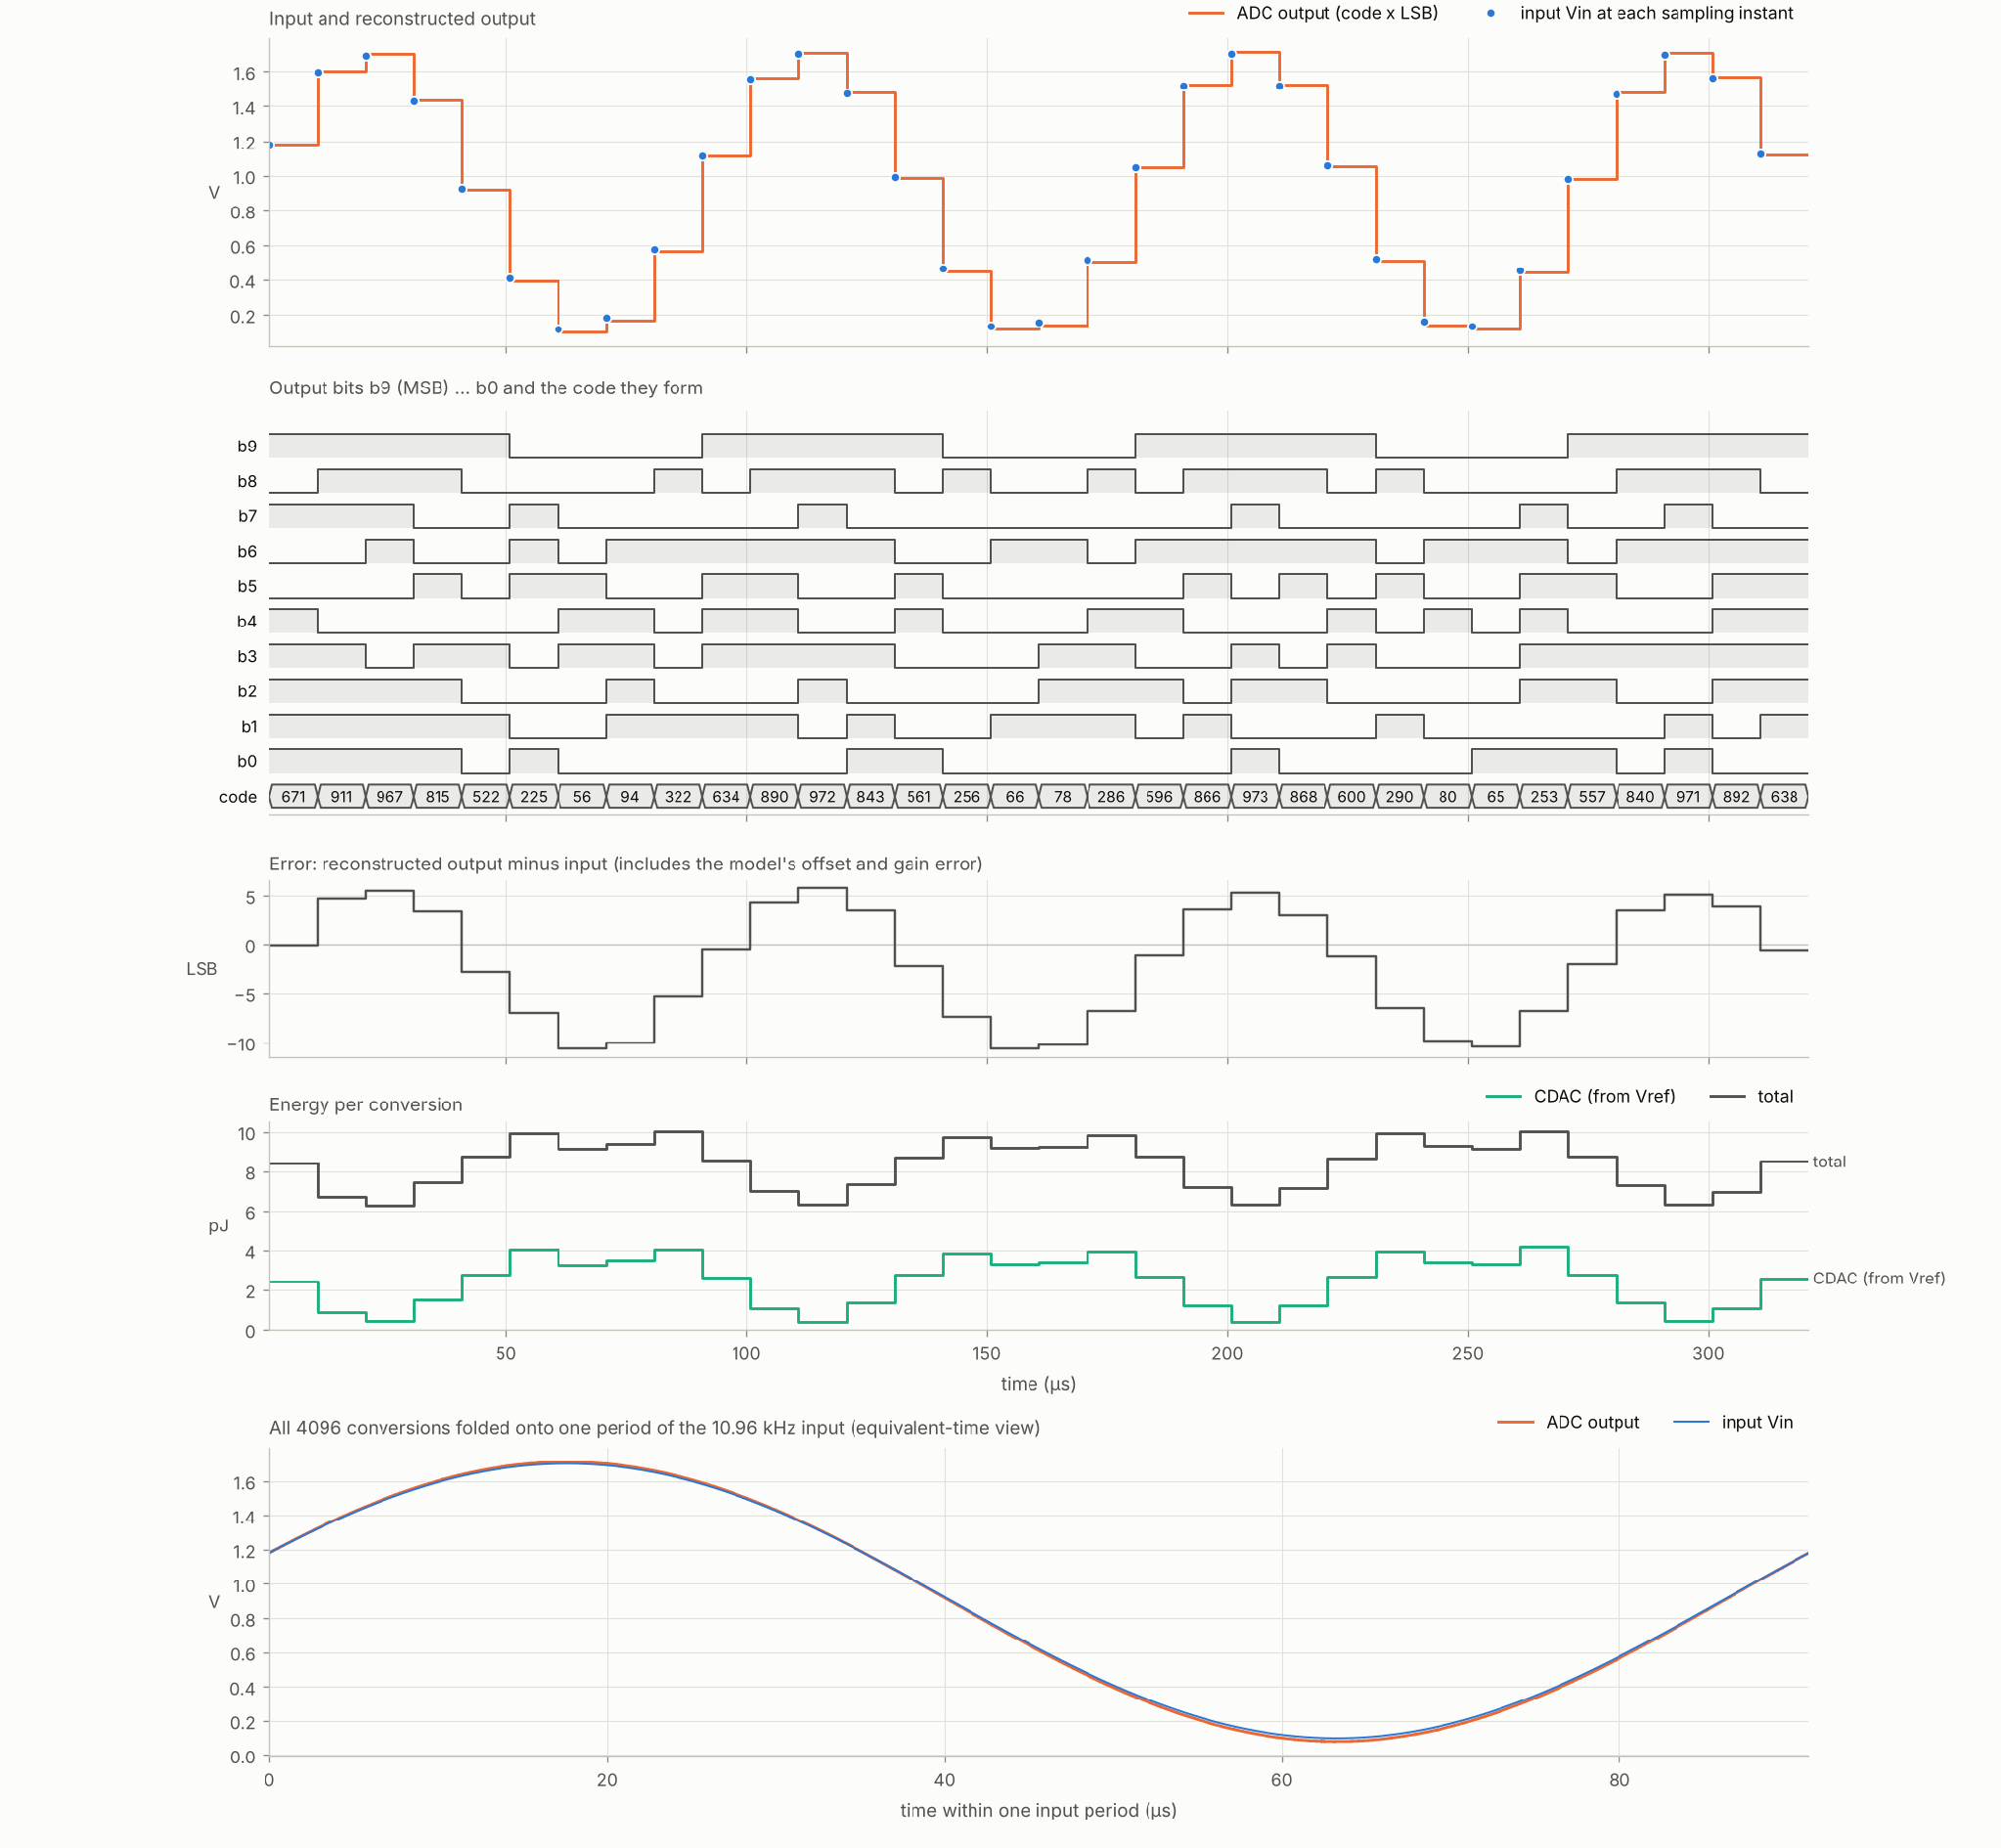 Input and reconstructed output
ADC output (code x LSB) input Vin at each sampling instant
1.6
1.4
1.2
1.0
V
0.8
0.6
0.4
0.2
Output bits b9 (MSB) ... b0 and the code they form
b9
b8
b7
b6
b5
b4
b3
b2
b1
b0
code 671 911 967 815 522 225 56 94 322 634 890 972 843 561 256 66 78 286 596 866 973 868 600 290 80 65 253 557 840 971 892 638
Error: reconstructed output minus input (includes the model's offset and gain error)
5
0
LSB
−5
−10
Energy per conversion
CDAC (from Vref) total
10
8
total
6
pJ
4
2
CDAC (from Vref)
0
50 100 150 200 250 300
time (µs)
All 4096 conversions folded onto one period of the 10.96 kHz input (equivalent-time view)
ADC output input Vin
1.6
1.4
1.2
1.0
V
0.8
0.6
0.4
0.2
0.0
0 20 40 60 80
time within one input period (µs)